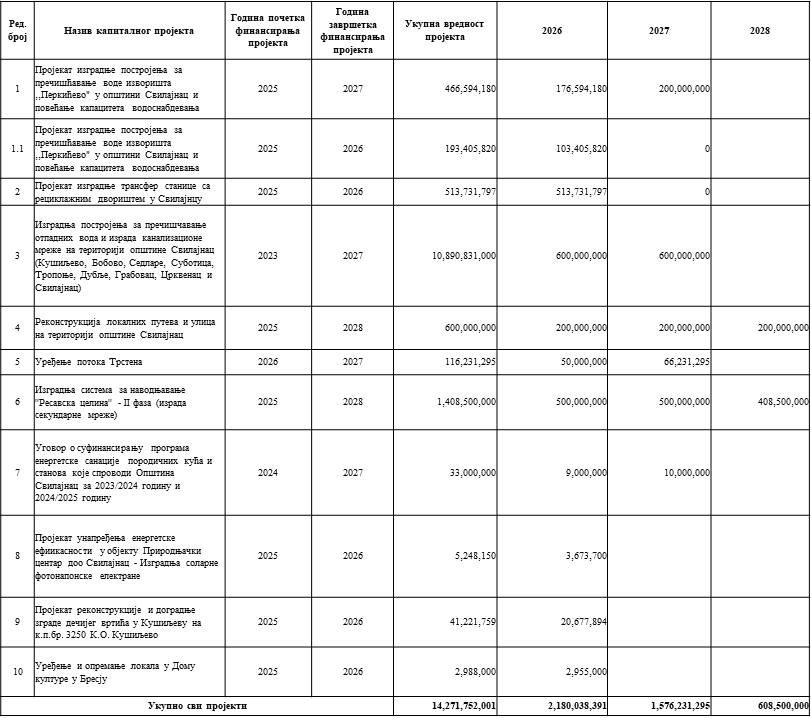 Ред. број
Назив капиталног пројекта
Година почетка финансирања пројекта
Година завршетка финансирања пројекта
Укупна вредност пројекта
2026
2027
2028
1
Пројекат изградње постројења за
пречишћавање воде изворишта
,,Перкићево" у општини Свилајнац и
повећање капацитета водоснабдевања
2025
2027
466,594,180
176,594,180
200,000,000
1.1
Пројекат изградње постројења за
пречишћавање воде изворишта
,,Перкићево" у општини Свилајнац и
повећање капацитета водоснабдевања
2025
2026
193,405,820
103,405,820
0
2
Пројекат изградње трансфер станице са
рециклажним двориштем у Свилајнцу
2025
2026
513,731,797
513,731,797
0
3
Изградња постројења за пречишчавање
отпадних вода и израда канализационе
мреже на територији општине Свилајнац
(Кушиљево, Бобово, Седларе, Суботица,
Тропоње, Дубље, Грабовац, Црквенац и
Свилајнац)
2023
2027
10,890,831,000
600,000,000
600,000,000
4
Реконструкција локалних путева и улица
на територији општине Свилајнац
2025
2028
600,000,000
200,000,000
200,000,000
200,000,000
5
Уређење потока Трстена
2026
2027
116,231,295
50,000,000
66,231,295
6
Изградња система за наводњавање
"Ресавска целина" - II фаза (израда
секундарне мреже)
2025
2028
1,408,500,000
500,000,000
500,000,000
408,500,000
7
Уговор о суфинансирању програма
енергетске санације породичних кућа и
станова које спроводи Општина
Свилајнац за 2023/2024 годину и
2024/2025 годину
2024
2027
33,000,000
9,000,000
10,000,000
8
Пројекат унапређења енергетске
ефиикасности у објекту Природњачки
центар доо Свилајнац - Изградња соларне
фотонапонске електране
2025
2026
5,248,150
3,673,700
9
Пројекат реконструкције и доградње
зграде дечијег вртића у Кушиљеву на
к.п.бр. 3250 К.О. Кушиљево
2025
2026
41,221,759
20,677,894
10
Уређење и опремање локала у Дому
културе у Бресју
2025
2026
2,988,000
2,955,000
Укупно сви пројекти
14,271,752,001
2,180,038,391
1,576,231,295
608,500,000